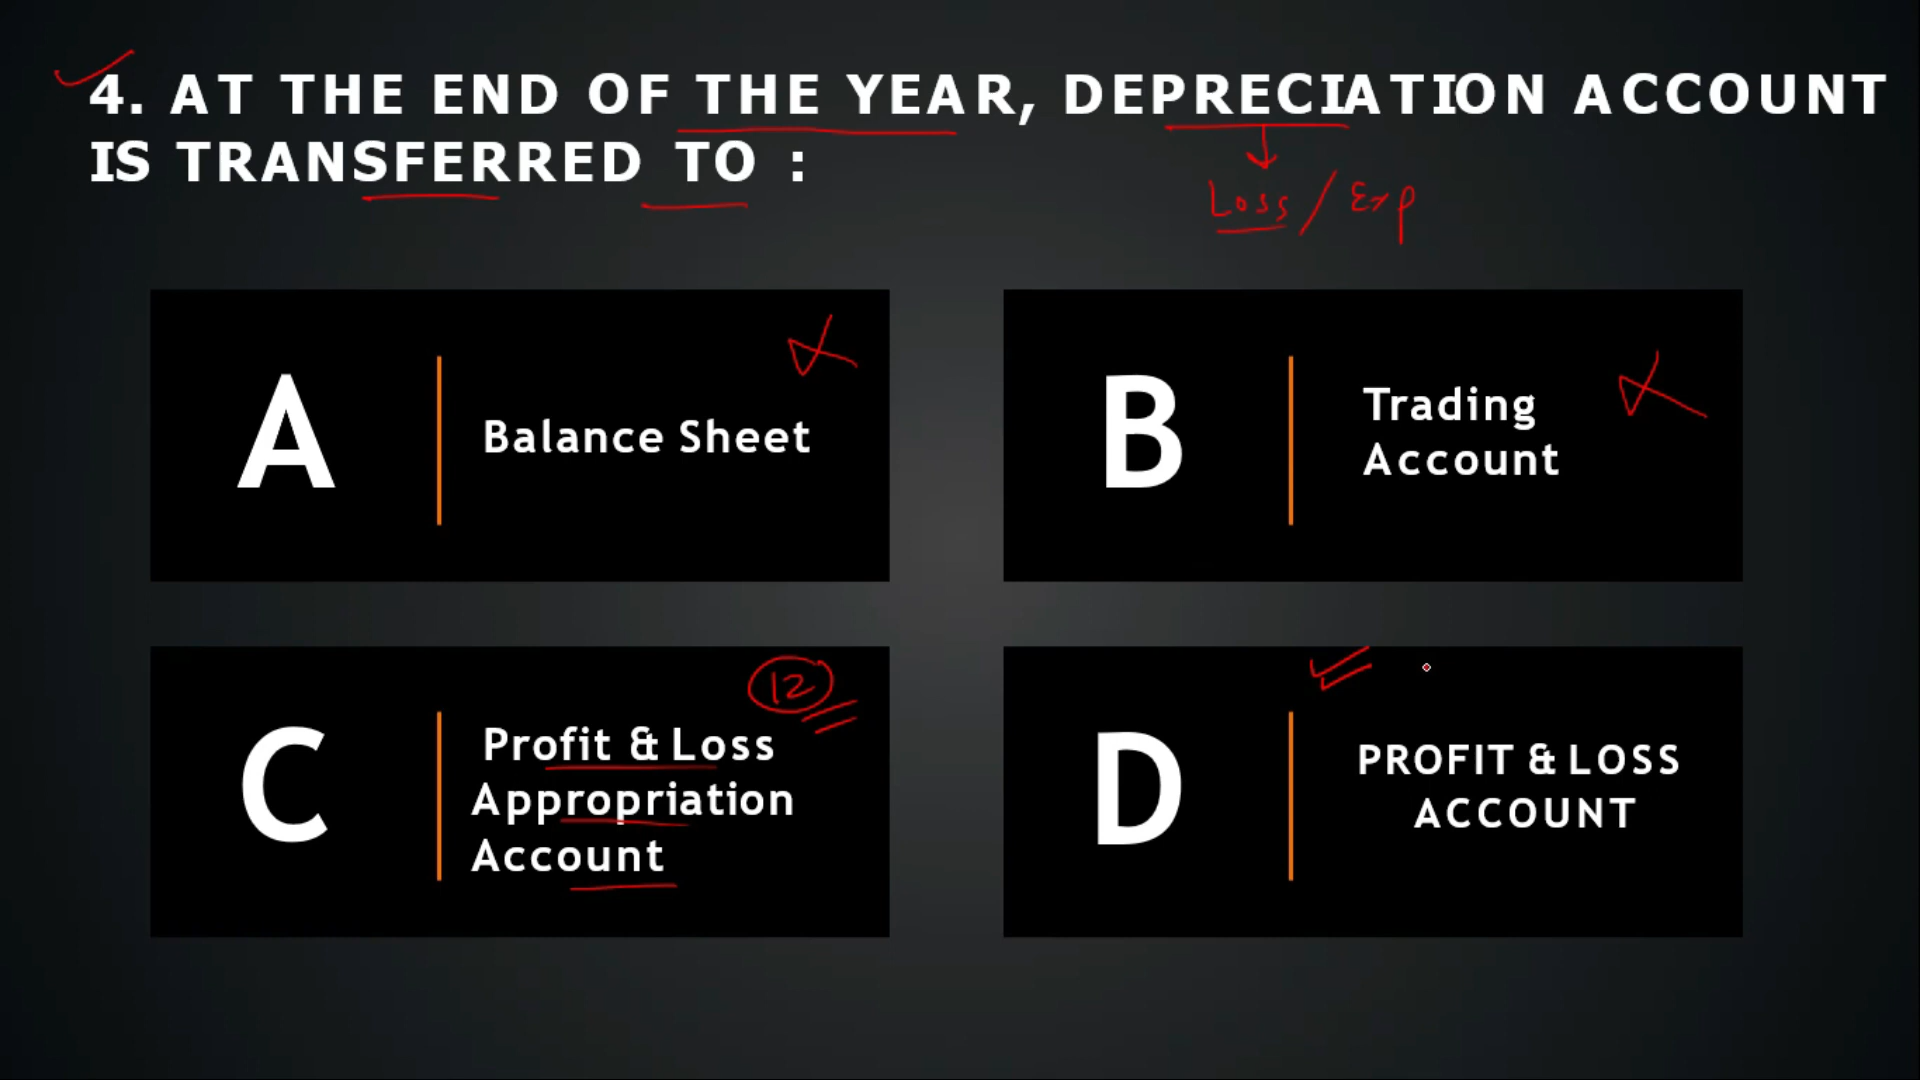 4. AT THE END OF THE YEAR, DEPRECIATION ACCOUNT
IS TRANSFERRED TO :
Loss / Exp
A
Balance Sheet
B
Trading
Account
C
12
Profit & Loss
Appropriation
Account
D
PROFIT & LOSS
ACCOUNT